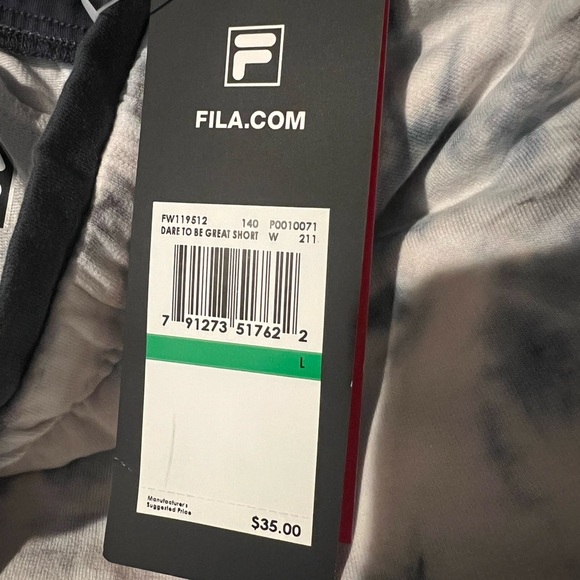 F
FILA.COM
FW119512 140 P0010071
DARE TO BE GREAT SHORT W 211
7 91273 51762 2
L
Manufacturer's
Suggested Price
$35.00